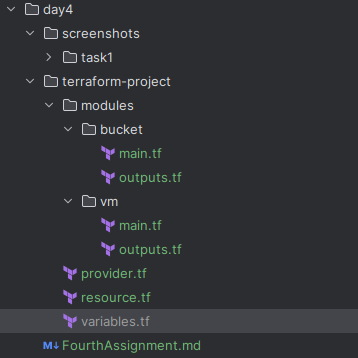 day4
screenshots
task1
terraform-project
modules
bucket
main.tf
outputs.tf
vm
main.tf
outputs.tf
provider.tf
resource.tf
variables.tf
M↓ FourthAssignment.md